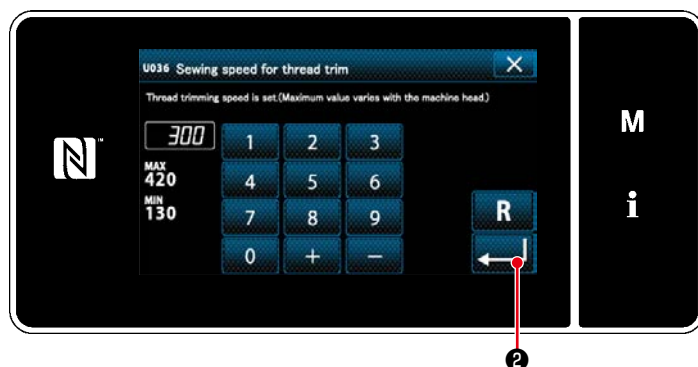 U036 Sewing speed for thread trim
Thread trimming speed is set.(Maximum value varies with the machine head.)
300
1 2 3
MAX
420
4 5 6
MIN
130
7 8 9
R
0 + −
N
M
i
❷